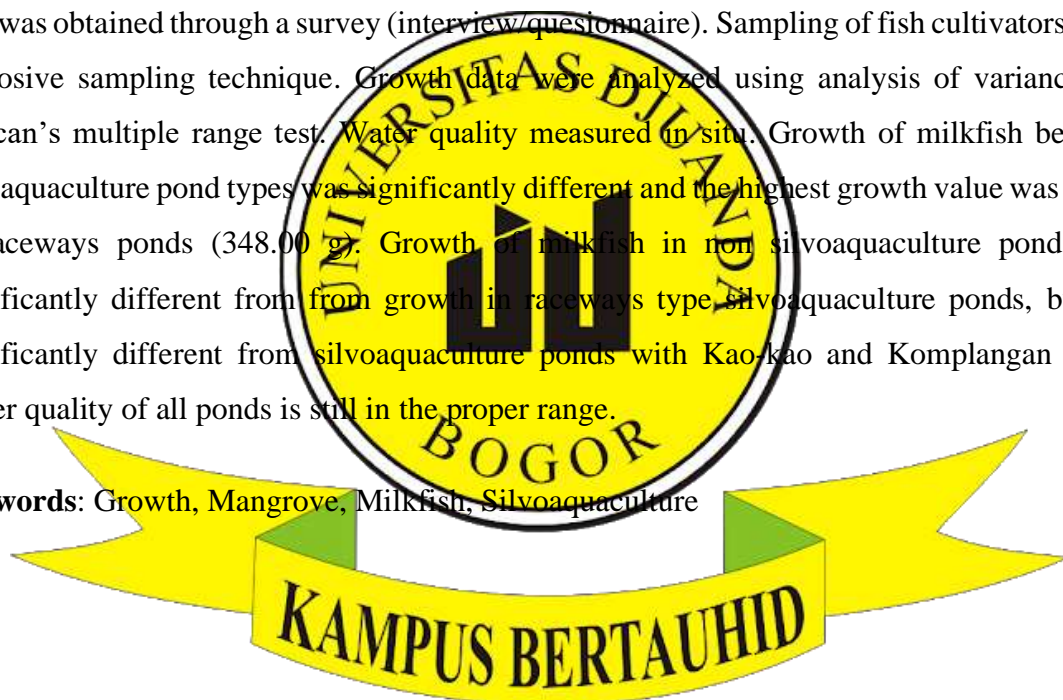 was obtained through a survey (interview/quesionnaire). Sampling of fish cultivators
osive sampling technique. Growth data were analyzed using analysis of varianc
can's multiple range test. Water quality measured in situ. Growth of milkfish be
aquaculture pond types was significantly different and the highest growth value was
aceways ponds (348.00 g). Growth of milkfish in non silvoaquaculture pond
ficantly different from from growth in raceways type silvoaquaculture ponds, b
ficantly different from silvoaquaculture ponds with Kao-kao and Komplangan
er quality of all ponds is still in the proper range.
words: Growth, Mangrove, Milkfish, Silvoaquaculture
UNIVERSITAS DJUANDA
BOGOR
KAMPUS BERTAUHID